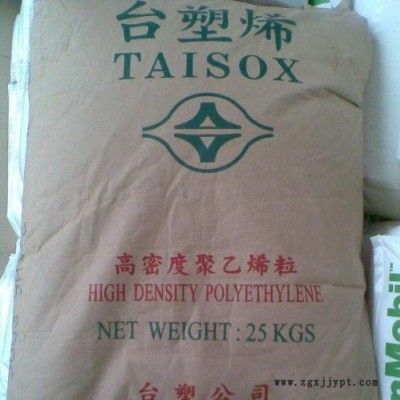 台塑烯
TAISOX
高密度聚乙烯粒
HIGH DENSITY POLYETHYLENE
NET WEIGHT: 25 KGS
台塑公司
nMobil™
www.zgxjjypt.com